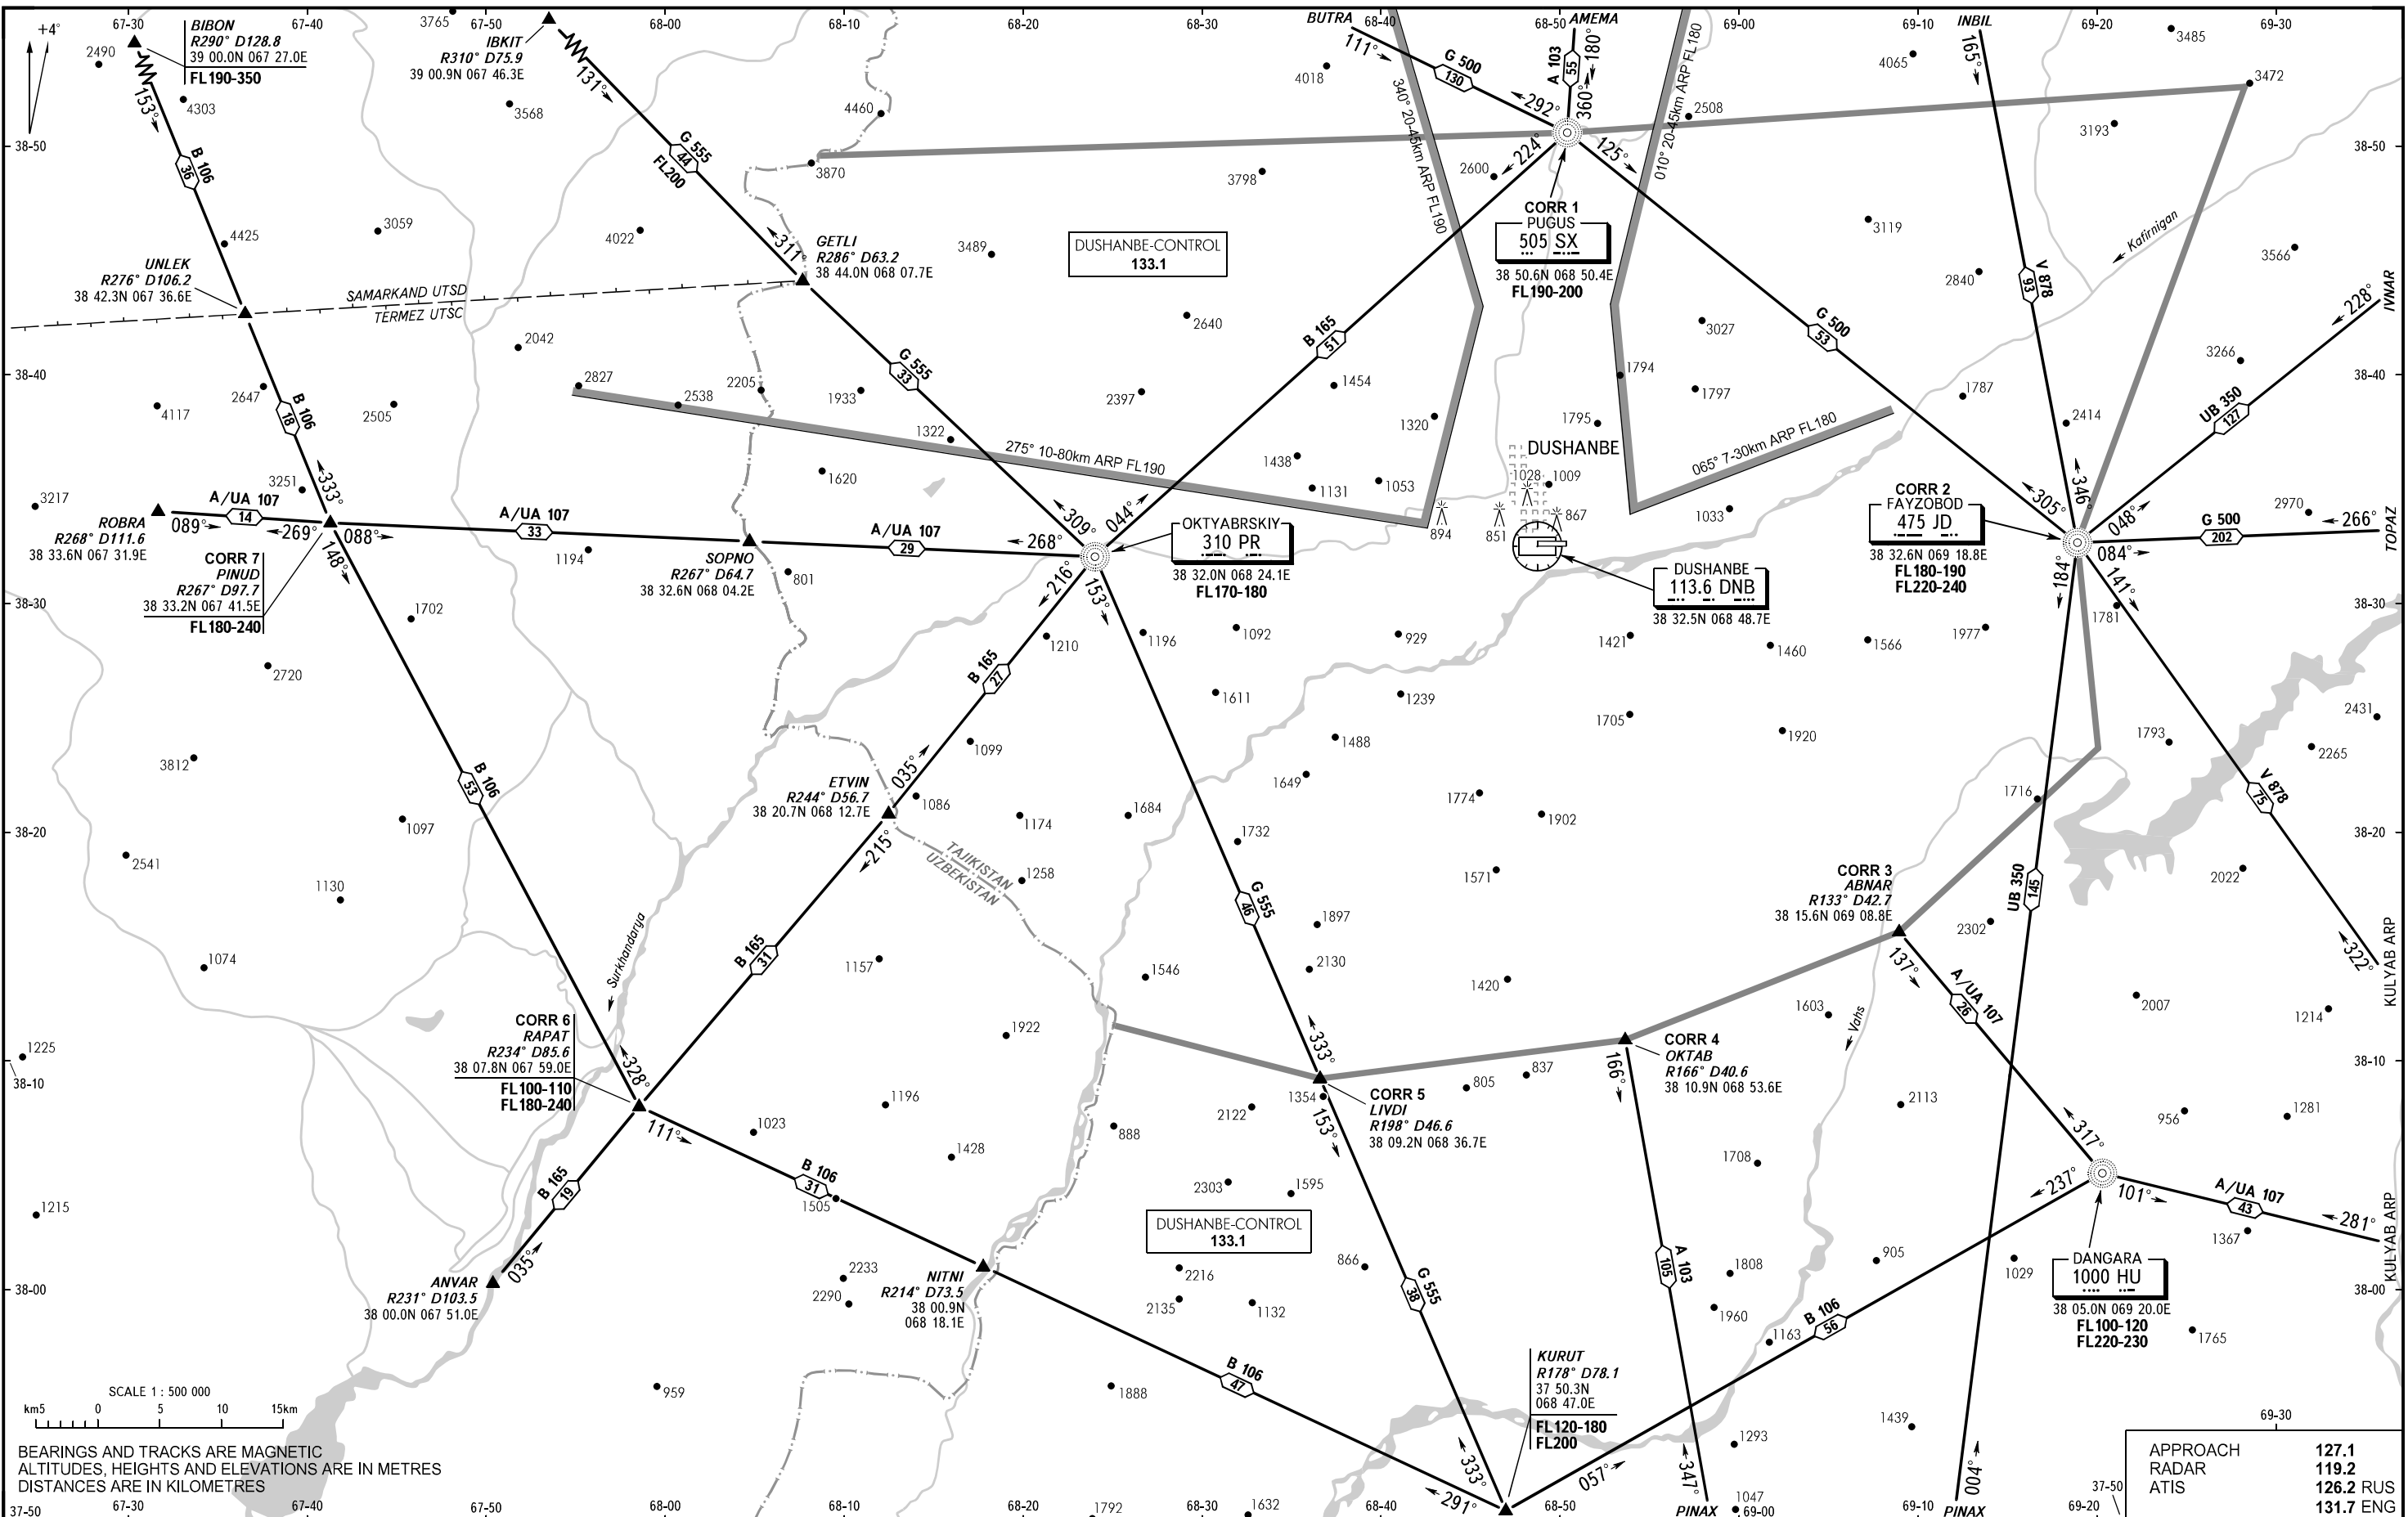 67-30
67-40
67-50
68-00
68-10
68-20
68-30
68-40
68-50
69-00
69-10
69-20
69-30
+4°
2490
BIBON
R290° D128.8
39 00.0N 067 27.0E
FL190-350
3765
IBKIT
R310° D75.9
39 00.9N 067 46.3E
BUTRA
AMEMA
INBIL
3485
153°
4303
131°
3568
4460
4018
111°
G 500
130
A 103
55
180°
292°
360°
340° 20-45km ARP FL190
010° 20-45km ARP FL180
165°
4065
3472
2508
3193
38-50
B 106
36
G 555
44
FL200
3870
3798
2600
224°
125°
4425
3059
4022
311°
GETLI
R286° D63.2
38 44.0N 068 07.7E
3489
DUSHANBE-CONTROL
133.1
CORR 1
PUGUS
505 SX
38 50.6N 068 50.4E
FL190-200
3119
Kafirnigan
3566
2840
V 878
93
UNLEK
R276° D106.2
38 42.3N 067 36.6E
SAMARKAND UTSD
TERMEZ UTSC
2042
2640
3027
G 500
53
228°
IVNAR
B 165
51
38-40
2647
4117
2505
2827
2538
2205
1933
G 555
33
2397
1454
1320
1794
1797
1795
1787
3266
2414
UB 350
127
B 106
18
1322
275° 10-80km ARP FL190
1438
DUSHANBE
065° 7-30km ARP FL180
3217
3251
333°
1620
1131
1053
1028
1009
1033
2970
TOPAZ
ROBRA
R268° D111.6
38 33.6N 067 31.9E
089°
A/UA 107
14
269°
088°
A/UA 107
33
A/UA 107
29
268°
309°
044°
OKTYABRSKIY
310 PR
38 32.0N 068 24.1E
FL170-180
894
851
867
DUSHANBE
113.6 DNB
38 32.5N 068 48.7E
CORR 2
FAYZOBOD
475 JD
38 32.6N 069 18.8E
FL180-190
FL220-240
305°
346°
048°
G 500
202
266°
084°
141°
184°
CORR 7
PINUD
R267° D97.7
38 33.2N 067 41.5E
FL180-240
148°
1194
SOPNO
R267° D64.7
38 32.6N 068 04.2E
801
216°
153°
38-30
1702
2720
1210
1196
1092
929
1421
1460
1566
1977
1781
B 165
27
1611
1239
1705
1920
2431
1793
2265
3812
B 106
53
1099
1488
1649
035°
ETVIN
R244° D56.7
38 20.7N 068 12.7E
1086
1774
1716
V 878
75
38-20
1097
1174
1684
1732
1902
2541
1130
215°
TAJIKISTAN
UZBEKISTAN
1258
1571
CORR 3
ABNAR
R133° D42.7
38 15.6N 069 08.8E
UB 350
145
2022
G 555
46
1897
2302
1074
Surkhandarya
B 165
31
1157
1546
2130
1420
137°
322°
KULYAB ARP
1603
A/UA 107
26
2007
1214
1922
Vahs
CORR 6
RAPAT
R234° D85.6
38 07.8N 067 59.0E
FL100-110
FL180-240
328°
1225
38-10
333°
CORR 4
OKTAB
R166° D40.6
38 10.9N 068 53.6E
166°
837
805
1354
CORR 5
LIVDI
R198° D46.6
38 09.2N 068 36.7E
153°
1196
2122
2113
956
1281
111°
1023
1428
888
317°
1708
B 165
19
B 106
31
1505
2303
1595
237°
101°
A/UA 107
43
281°
1367
KULYAB ARP
1215
DUSHANBE-CONTROL
133.1
035°
866
A 103
105
1808
905
1029
DANGARA
1000 HU
38 05.0N 069 20.0E
FL100-120
FL220-230
38-00
ANVAR
R231° D103.5
38 00.0N 067 51.0E
2233
2290
NITNI
R214° D73.5
38 00.9N
068 18.1E
2216
2135
1132
G 555
38
1960
1163
B 106
56
1765
SCALE 1 : 500 000
km5 0 5 10 15km
959
1888
B 106
47
KURUT
R178° D78.1
37 50.3N
068 47.0E
FL120-180
FL200
1439
1293
BEARINGS AND TRACKS ARE MAGNETIC
ALTITUDES, HEIGHTS AND ELEVATIONS ARE IN METRES
DISTANCES ARE IN KILOMETRES
333°
291°
057°
347°
004°
69-30
APPROACH 127.1
RADAR 119.2
ATIS 126.2 RUS
131.7 ENG
37-50
67-30
67-40
67-50
68-00
68-10
68-20
1792
68-30
1632
68-40
68-50
PINAX
1047
69-00
69-10
PINAX
69-20
37-50